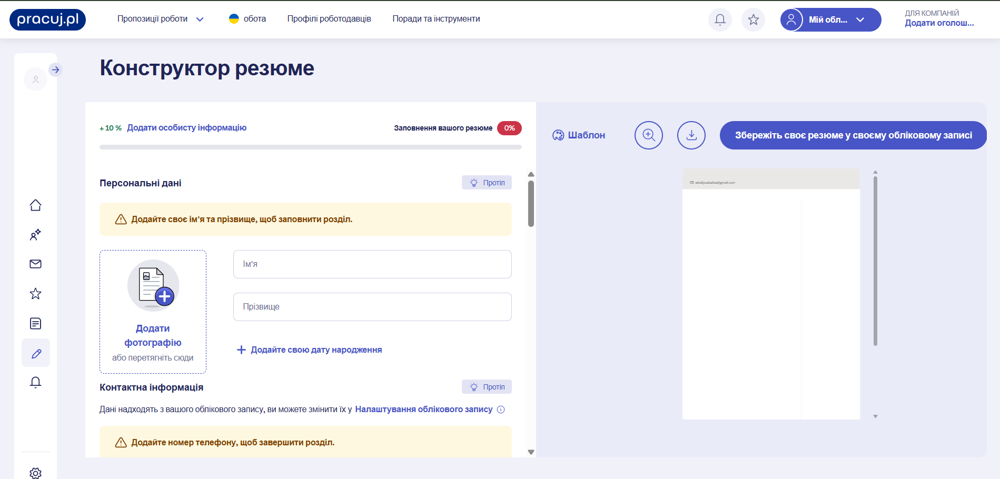 pracuj.pl
Пропозиції роботи
обота
Профілі роботодавців
Поради та інструменти
Мій обл...
ДЛЯ КОМПАНІЙ
Додати оголош...
Конструктор резюме
+ 10 % Додати особисту інформацію
Заповнення вашого резюме 0%
Шаблон
Збережіть своє резюме у своєму обліковому записі
Персональні дані
Протіп
Додайте своє ім'я та прізвище, щоб заповнити розділ.
Додати
фотографію
або перетягніть сюди
Ім'я
Прізвище
Додайте свою дату народження
Контактна інформація
Протіп
Дані надходять з вашого облікового запису, ви можете змінити їх у Налаштування облікового запису
Додайте номер телефону, щоб завершити розділ.
witalijszabaltas@gmail.com